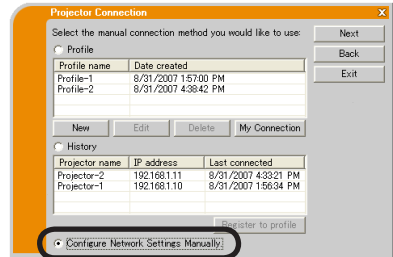 Projector Connection X
Select the manual connection method you would like to use: Next
Profile Back
Profile name Date created Exit
Profile-1 8/31/2007 1:57:00 PM
Profile-2 8/31/2007 4:38:42 PM
New Edit Delete My Connection
History
Projector name IP address Last connected
Projector-2 192.168.1.11 8/31/2007 4:33:21 PM
Projector-1 192.168.1.10 8/31/2007 1:56:34 PM
Register to profile
Configure Network Settings Manually.